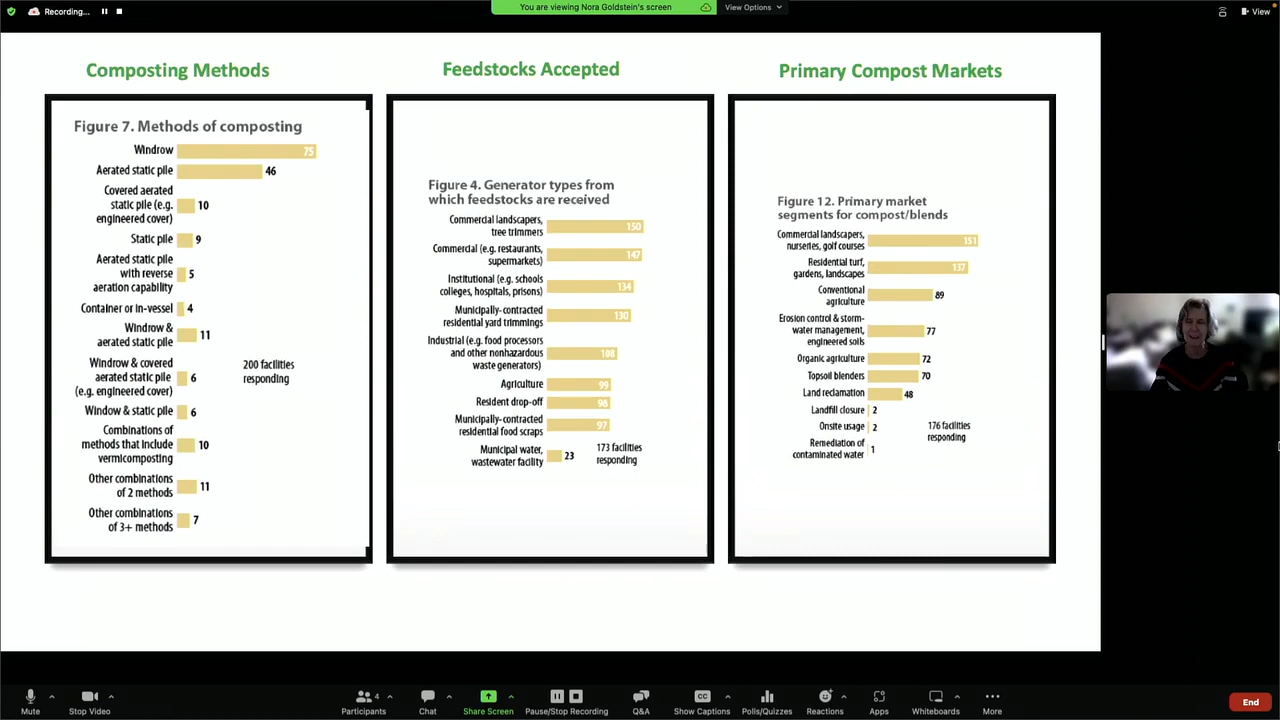 Recording...
You are viewing Nora Goldstein's screen
View Options
View
Composting Methods
Feedstocks Accepted
Primary Compost Markets
Figure 7. Methods of composting
Windrow
75
Aerated static pile
46
Covered aerated
static pile (e.g.
engineered cover)
10
Static pile
9
Aerated static pile
with reverse
aeration capability
5
Container or in-vessel
4
Windrow &
aerated static pile
11
Windrow & covered
aerated static pile
(e.g. engineered cover)
6
200 facilities
responding
Window & static pile
6
Combinations of
methods that include
vermicomposting
10
Other combinations
of 2 methods
11
Other combinations
of 3+ methods
7
Figure 4. Generator types from
which feedstocks are received
Commercial landscapers,
tree trimmers
150
Commercial (e.g. restaurants,
supermarkets)
147
Institutional (e.g. schools
colleges, hospitals, prisons)
134
Municipally-contracted
residential yard trimmings
130
Industrial (e.g. food processors
and other nonhazardous
waste generators)
108
Agriculture
99
Resident drop-off
98
Municipally-contracted
residential food scraps
97
Municipal water,
wastewater facility
23
173 facilities
responding
Figure 12. Primary market
segments for compost/blends
Commercial landscapers,
nurseries, golf courses
151
Residential turf,
gardens, landscapes
137
Conventional
agriculture
89
Erosion control & storm-
water management,
engineered soils
77
Organic agriculture
72
Topsoil blenders
70
Land reclamation
48
Landfill closure
2
Onsite usage
2
Remediation of
contaminated water
1
176 facilities
responding
Mute
Stop Video
Participants
4
Chat
Share Screen
Pause/Stop Recording
Q&A
CC
Show Captions
Polls/Quizzes
Reactions
Apps
Whiteboards
More
End